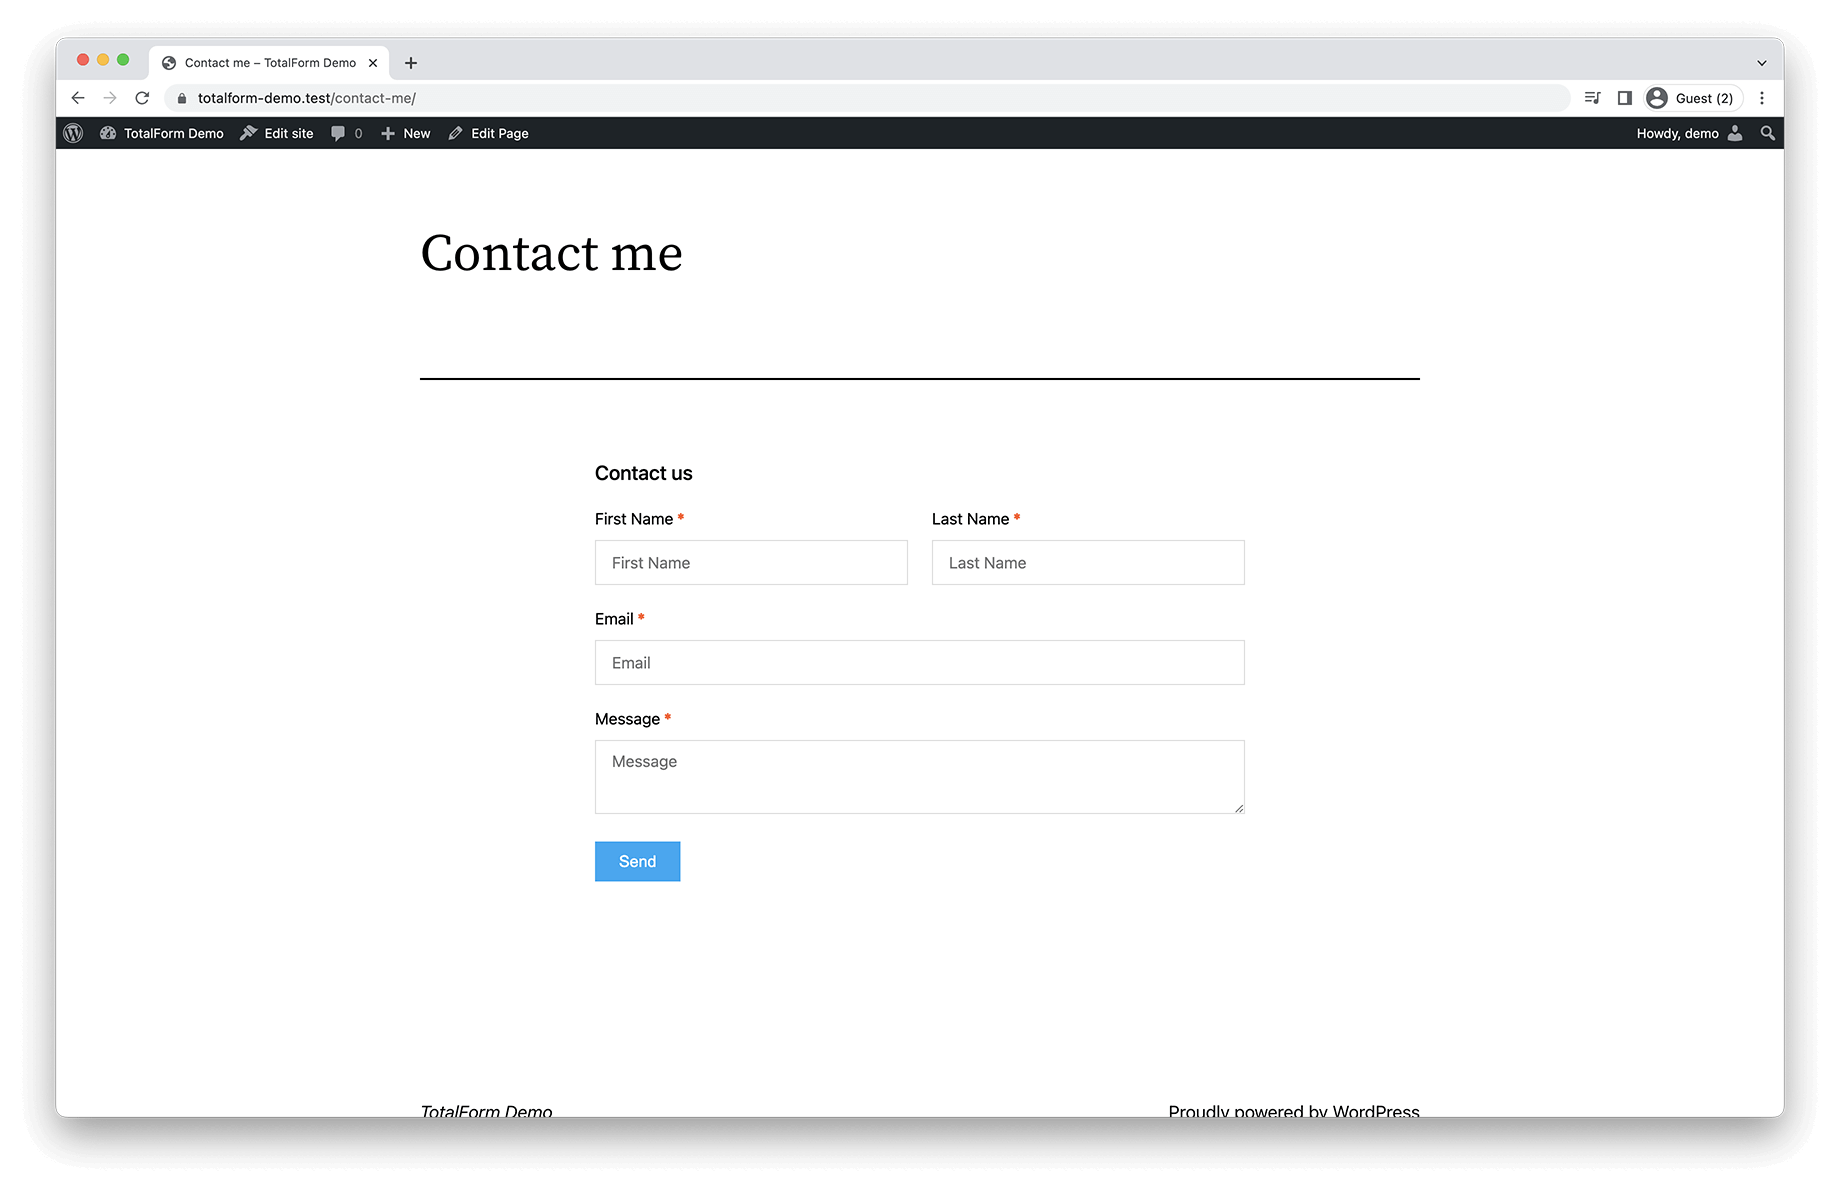 Contact me – TotalForm Demo
totalform-demo.test/contact-me/
Guest (2)
TotalForm Demo Edit site 0 New Edit Page Howdy, demo
Contact me
Contact us
First Name * Last Name *
First Name Last Name
Email *
Email
Message *
Message
Send
TotalForm Demo Proudly powered by WordPress